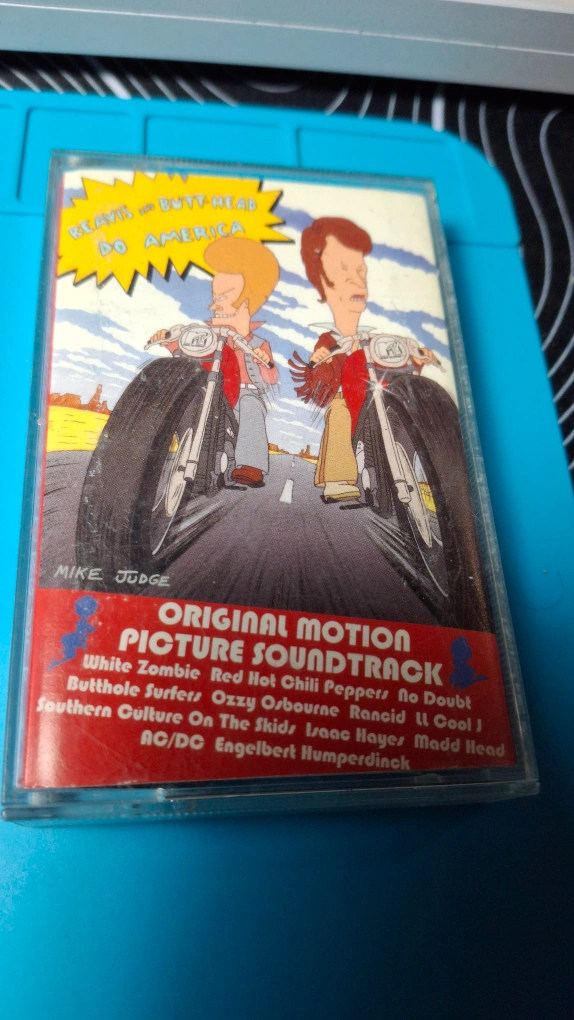 BEAVIS AND BUTT-HEAD
DO AMERICA
MIKE JUDGE
ORIGINAL MOTION
PICTURE SOUNDTRACK
White Zombie Red Hot Chili Peppers No Doubt
Butthole Surfers Ozzy Osbourne Rancid LL Cool J
Southern Culture On The Skids Isaac Hayes Madd Head
AC/DC Engelbert Humperdinck